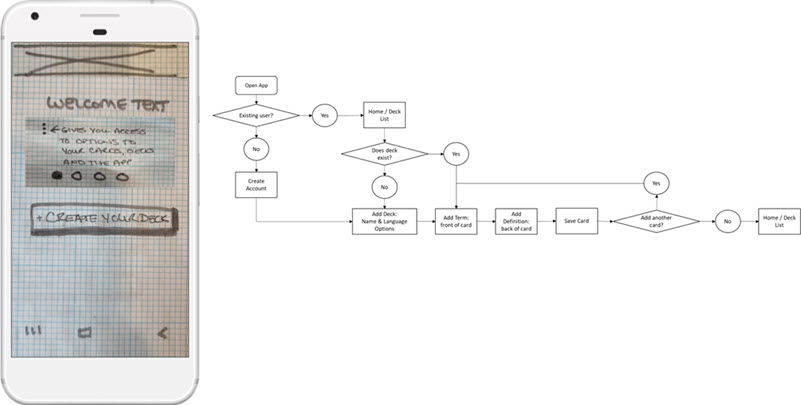 WELCOME TEXT
← GIVES YOU ACCESS
TO OPTIONS TO
YOUR CARDS, DECKS
AND THE APP
+ CREATE YOUR DECK
Open App
Existing user?
Yes
Home / Deck
List
No
Does deck
exist?
Yes
No
Create
Account
Add Deck:
Name & Language
Options
Add Term:
front of card
Add
Definition:
back of card
Save Card
Add another
card?
Yes
No
Home / Deck
List